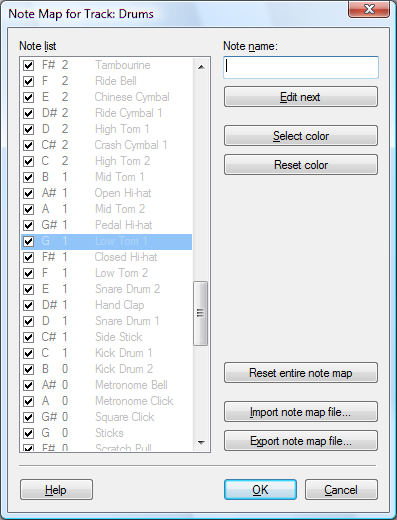 Note Map for Track: Drums
Note list
F# 2 Tambourine
F 2 Ride Bell
E 2 Chinese Cymbal
D# 2 Ride Cymbal 1
D 2 High Tom 1
C# 2 Crash Cymbal 1
C 2 High Tom 2
B 1 Mid Tom 1
A# 1 Open Hi-hat
A 1 Mid Tom 2
G# 1 Pedal Hi-hat
G 1 Low Tom 1
F# 1 Closed Hi-hat
F 1 Low Tom 2
E 1 Snare Drum 2
D# 1 Hand Clap
D 1 Snare Drum 1
C# 1 Side Stick
C 1 Kick Drum 1
B 0 Kick Drum 2
A# 0 Metronome Bell
A 0 Metronome Click
G# 0 Square Click
G 0 Sticks
F# 0 Scratch Pull
Note name:
Edit next
Select color
Reset color
Reset entire note map
Import note map file...
Export note map file...
Help
OK
Cancel